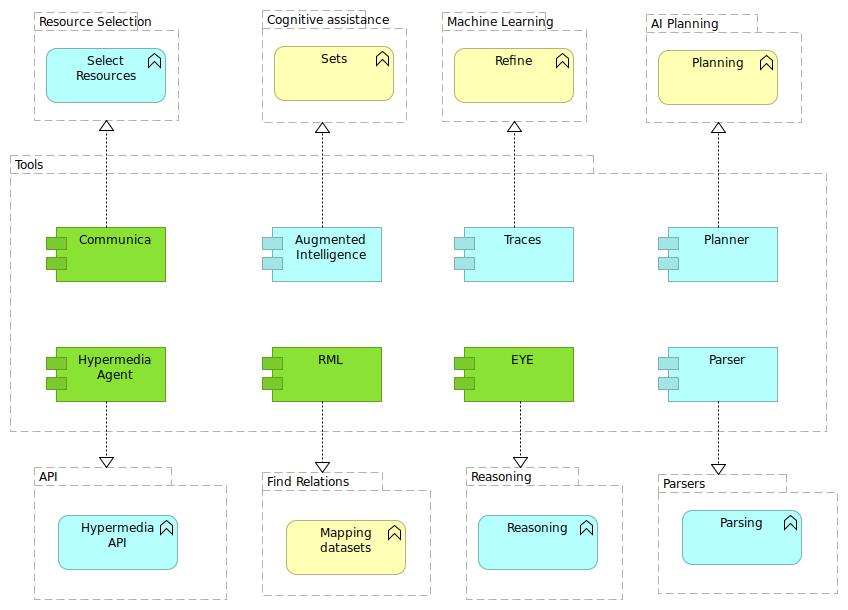 Resource Selection
Cognitive assistance
Machine Learning
AI Planning
Select
Resources
Sets
Refine
Planning
Tools
Communica
Augmented
Intelligence
Traces
Planner
Hypermedia
Agent
RML
EYE
Parser
API
Find Relations
Reasoning
Parsers
Hypermedia
API
Mapping
datasets
Reasoning
Parsing